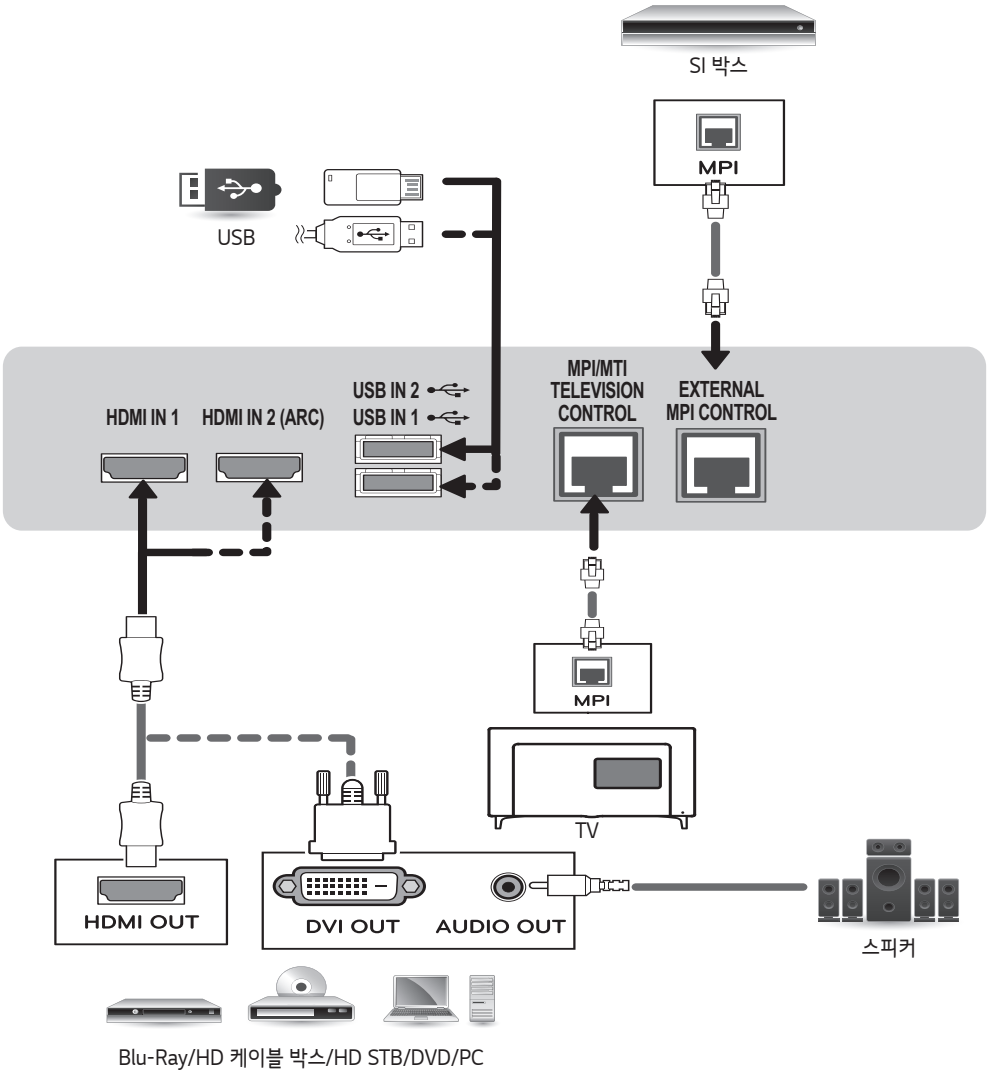 SI 박스
MPI
USB
HDMI IN 1
HDMI IN 2 (ARC)
USB IN 2
USB IN 1
MPI/MTI
TELEVISION
CONTROL
EXTERNAL
MPI CONTROL
MPI
TV
HDMI OUT
DVI OUT
AUDIO OUT
스피커
Blu-Ray/HD 케이블 박스/HD STB/DVD/PC